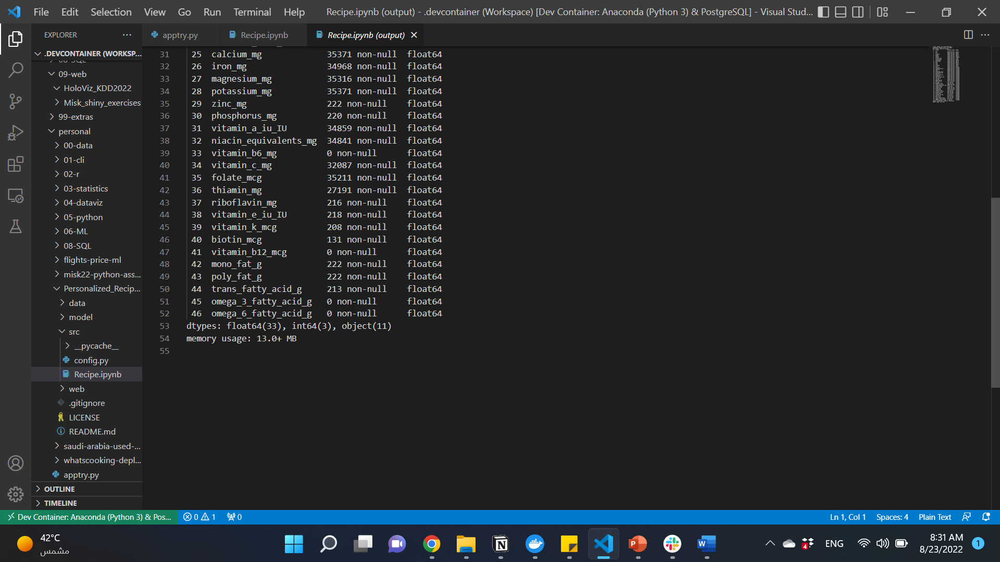 File Edit Selection View Go Run Terminal Help Recipe.ipynb (output) - .devcontainer (Workspace) [Dev Container: Anaconda (Python 3) & PostgreSQL] - Visual Stud...
EXPLORER
.DEVCONTAINER (WORKSP...
08-SQL
09-web
HoloViz_KDD2022
Misk_shiny_exercises
99-extras
personal
00-data
01-cli
02-r
03-statistics
04-dataviz
05-python
06-ML
08-SQL
flights-price-ml
misk22-python-ass...
Personalized_Recip...
data
model
src
__pycache__
config.py
Recipe.ipynb
web
.gitignore
LICENSE
README.md
saudi-arabia-used-...
whatscooking-depl...
apptry.py
OUTLINE
TIMELINE
apptry.py Recipe.ipynb Recipe.ipynb (output)
31 25 calcium_mg 35371 non-null float64
32 26 iron_mg 34968 non-null float64
33 27 magnesium_mg 35316 non-null float64
34 28 potassium_mg 35371 non-null float64
35 29 zinc_mg 222 non-null float64
36 30 phosphorus_mg 220 non-null float64
37 31 vitamin_a_iu_IU 34859 non-null float64
38 32 niacin_equivalents_mg 34841 non-null float64
39 33 vitamin_b6_mg 0 non-null float64
40 34 vitamin_c_mg 32087 non-null float64
41 35 folate_mcg 35211 non-null float64
42 36 thiamin_mg 27191 non-null float64
43 37 riboflavin_mg 216 non-null float64
44 38 vitamin_e_iu_IU 218 non-null float64
45 39 vitamin_k_mcg 208 non-null float64
46 40 biotin_mcg 131 non-null float64
47 41 vitamin_b12_mcg 0 non-null float64
48 42 mono_fat_g 222 non-null float64
49 43 poly_fat_g 222 non-null float64
50 44 trans_fatty_acid_g 213 non-null float64
51 45 omega_3_fatty_acid_g 0 non-null float64
52 46 omega_6_fatty_acid_g 0 non-null float64
53 dtypes: float64(33), int64(3), object(11)
54 memory usage: 13.0+ MB
55
Dev Container: Anaconda (Python 3) & Pos... 0 1 0 Ln 1, Col 1 Spaces: 4 Plain Text
42°C
مشمس
N P W 4 ENG
8:31 AM
8/23/2022
1